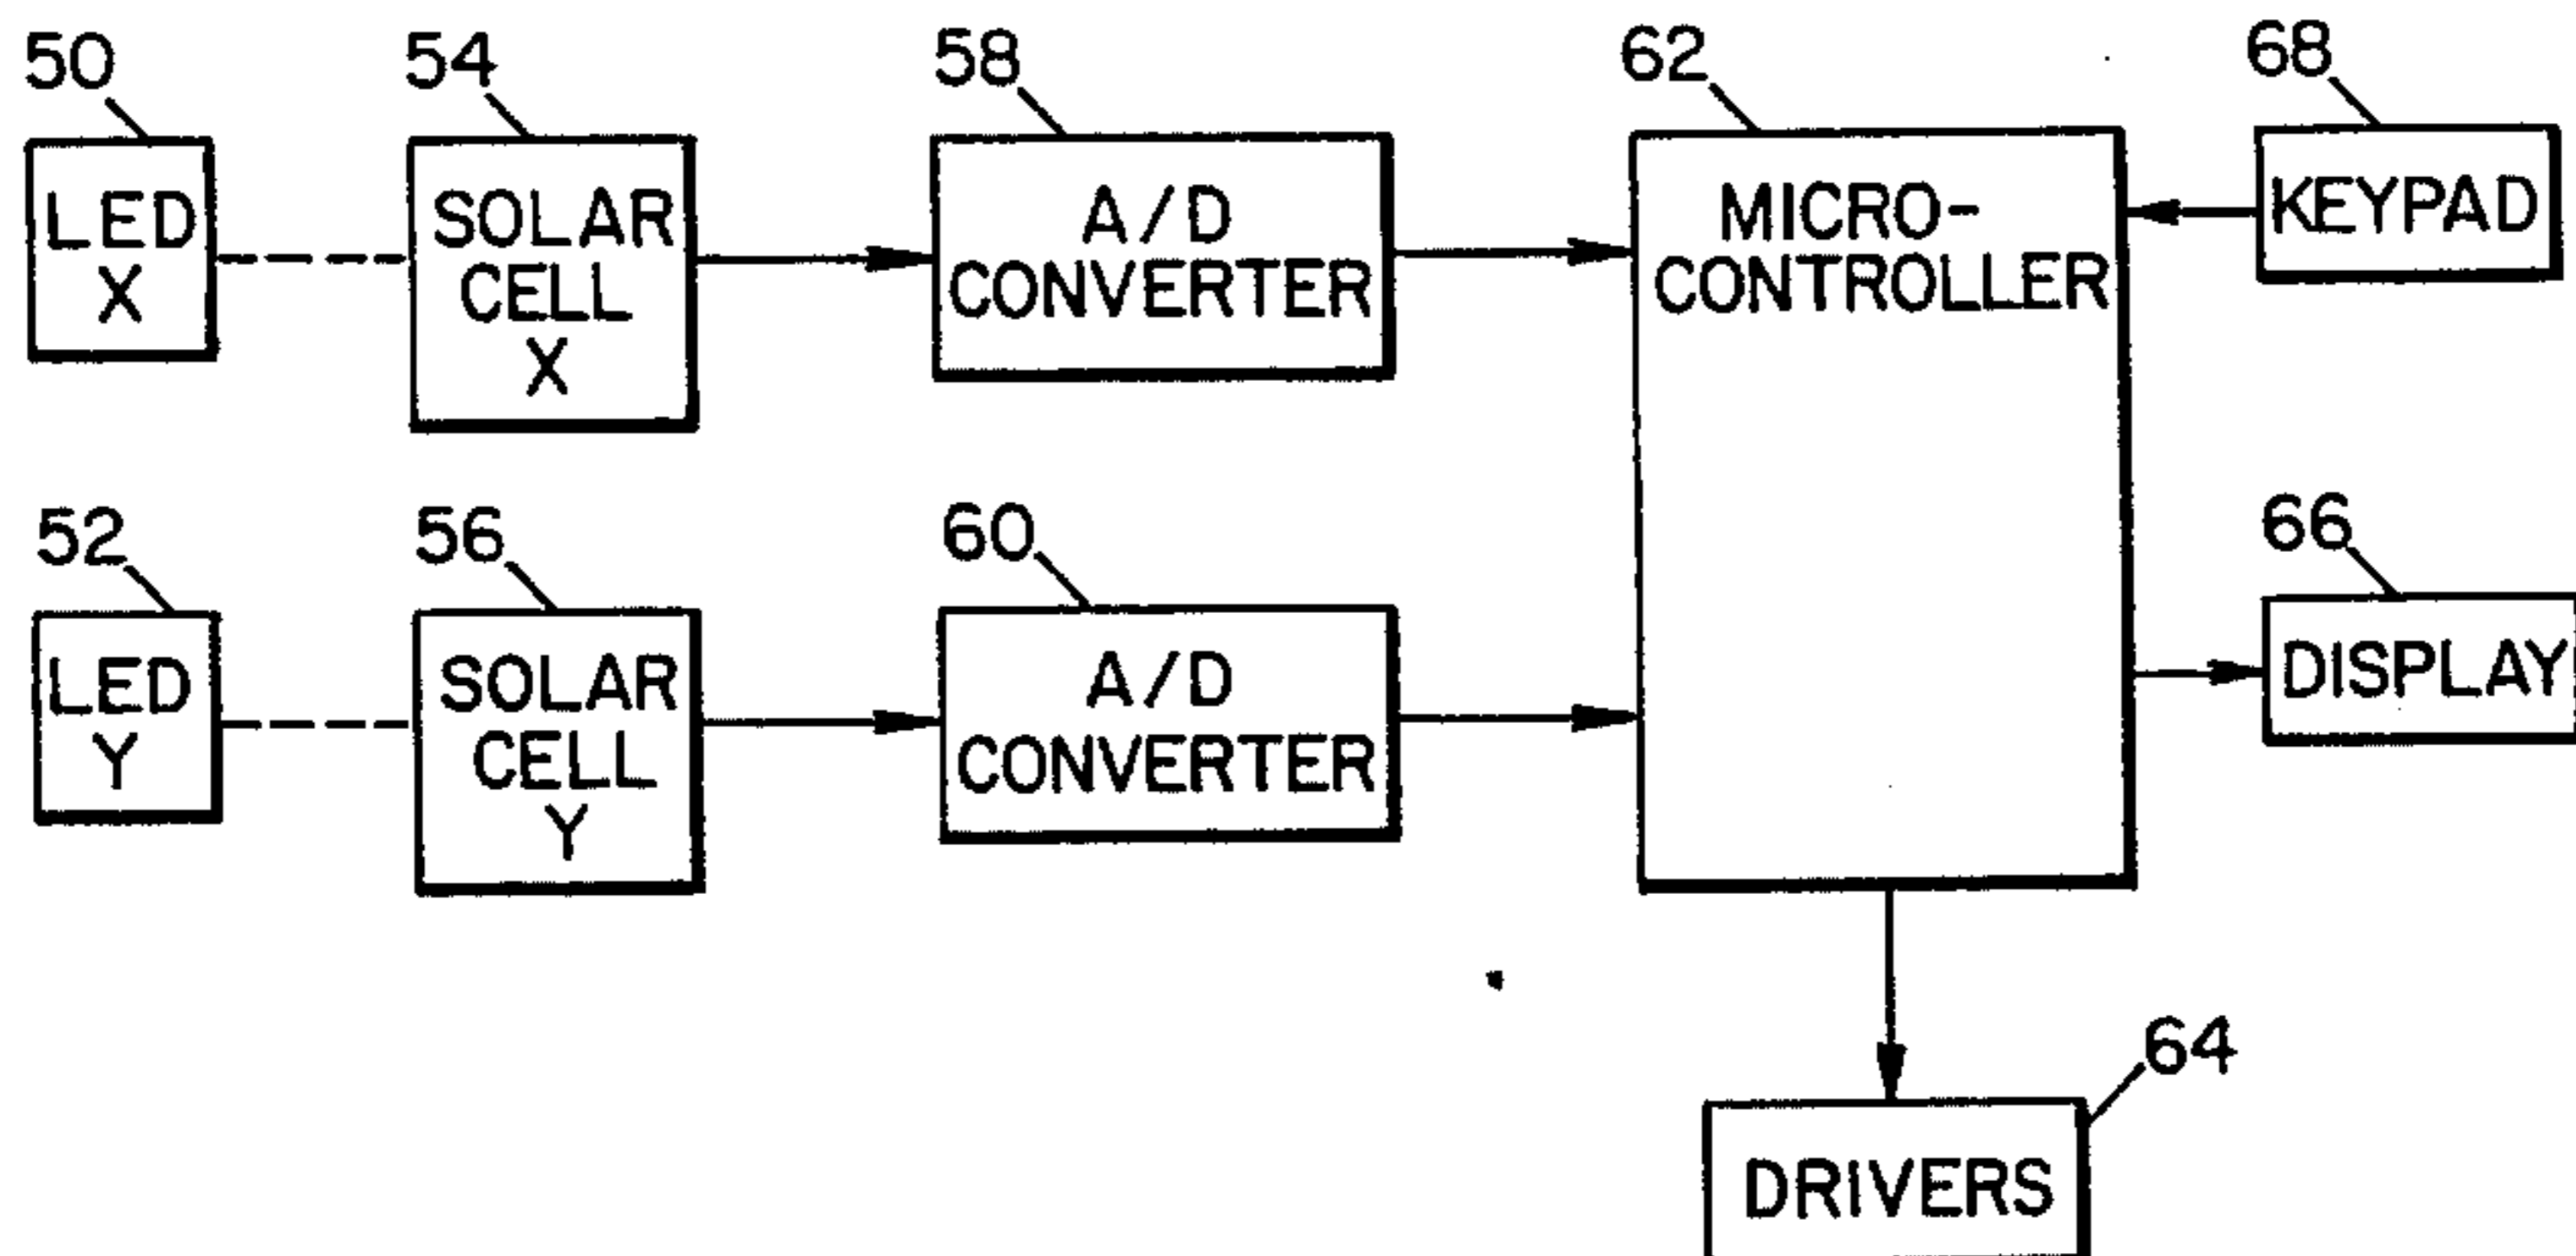 50
54
58
62
68
LED
X
SOLAR
CELL
X
A/D
CONVERTER
MICRO-
CONTROLLER
KEYPAD
52
56
60
66
LED
Y
SOLAR
CELL
Y
A/D
CONVERTER
DISPLAY
64
DRIVERS